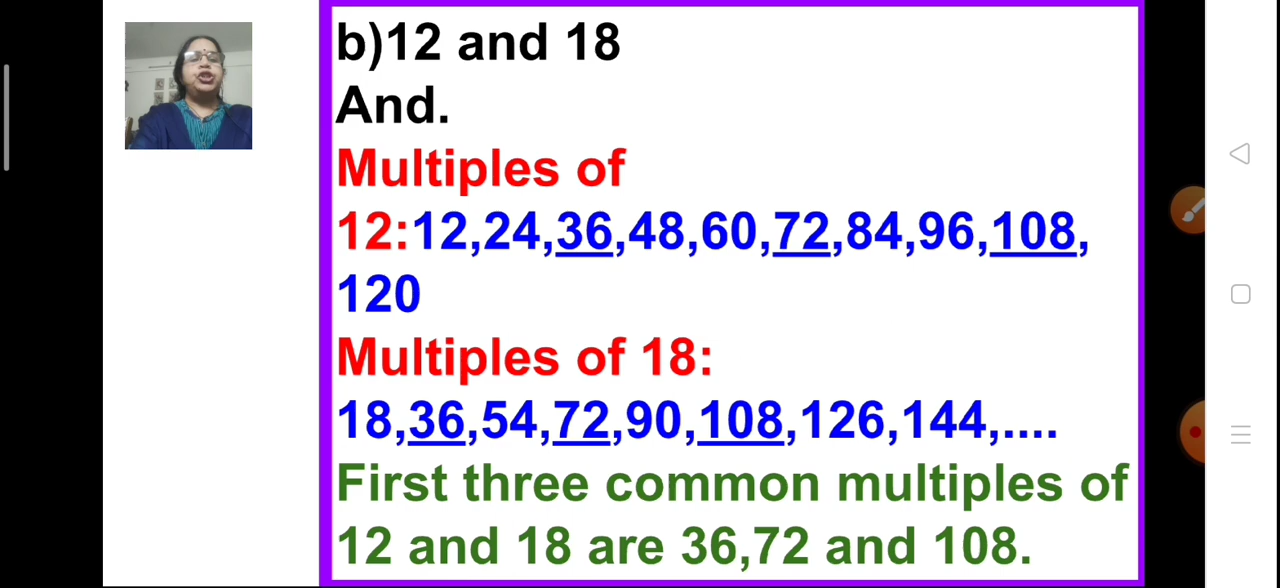 b)12 and 18
And.
Multiples of
12:12,24,36,48,60,72,84,96,108,
120
Multiples of 18:
18,36,54,72,90,108,126,144,....
First three common multiples of
12 and 18 are 36,72 and 108.